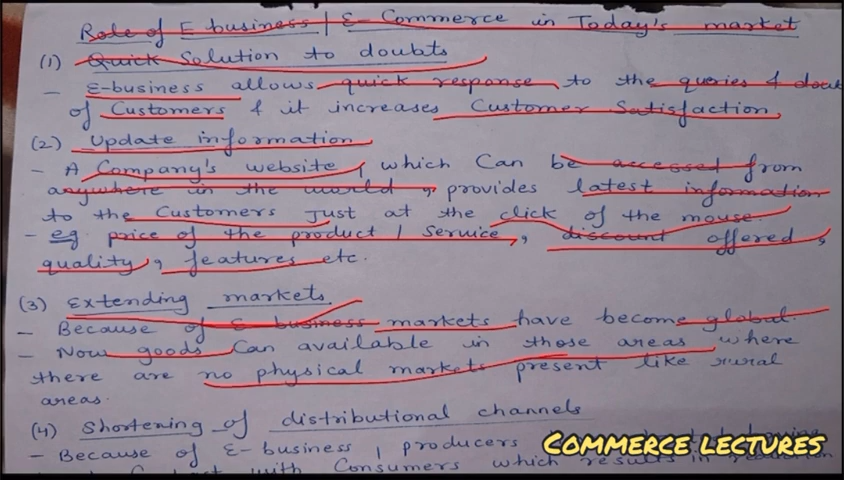 Role of E business / E-Commerce in Today's market
(1) Quick Solution to doubts
- E-business allows quick response to the queries & doub
of Customers & it increases Customer Satisfaction
(2) Update information
- A Company's website, which Can be accessed from
anywhere in the world, provides latest information
to the Customers Just at the click of the mouse.
- eg price of the product / Service, discount offered,
quality, features etc.
(3) Extending markets.
- Because of E-business markets have become global.
- Now goods Can available in those areas where
there are no physical markets present like rural
areas.
(4) Shortening of distributional channels
- Because of E-business, producers
Contact with Consumers which results in reduction
COMMERCE LECTURES